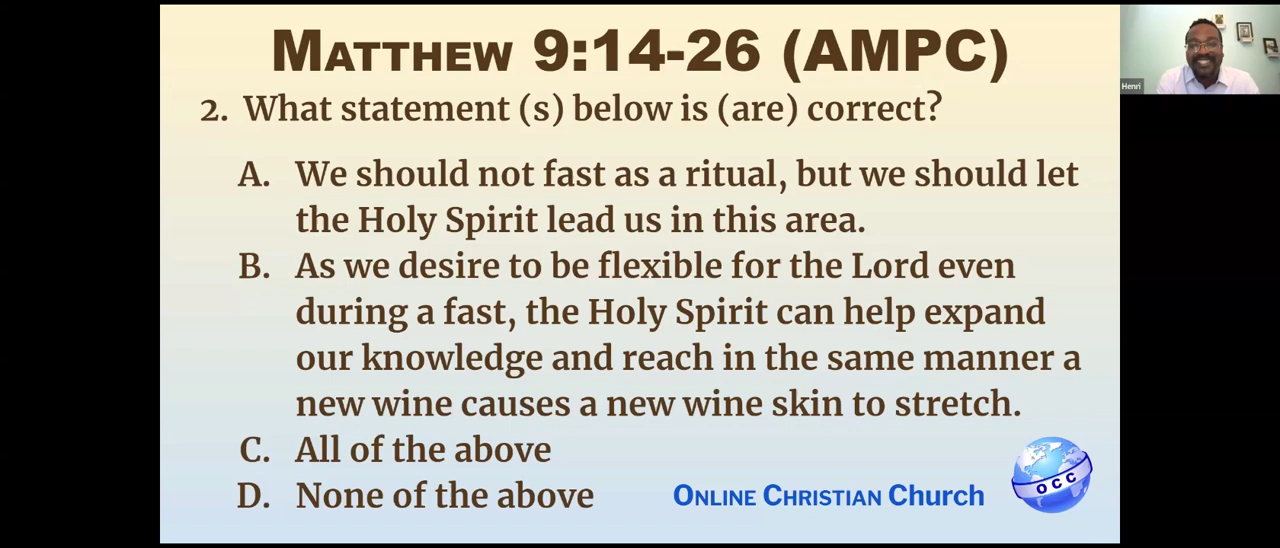 MATTHEW 9:14-26 (AMPC)
2. What statement (s) below is (are) correct?
A. We should not fast as a ritual, but we should let
the Holy Spirit lead us in this area.
B. As we desire to be flexible for the Lord even
during a fast, the Holy Spirit can help expand
our knowledge and reach in the same manner a
new wine causes a new wine skin to stretch.
C. All of the above
D. None of the above
ONLINE CHRISTIAN Church
OCC
Henri